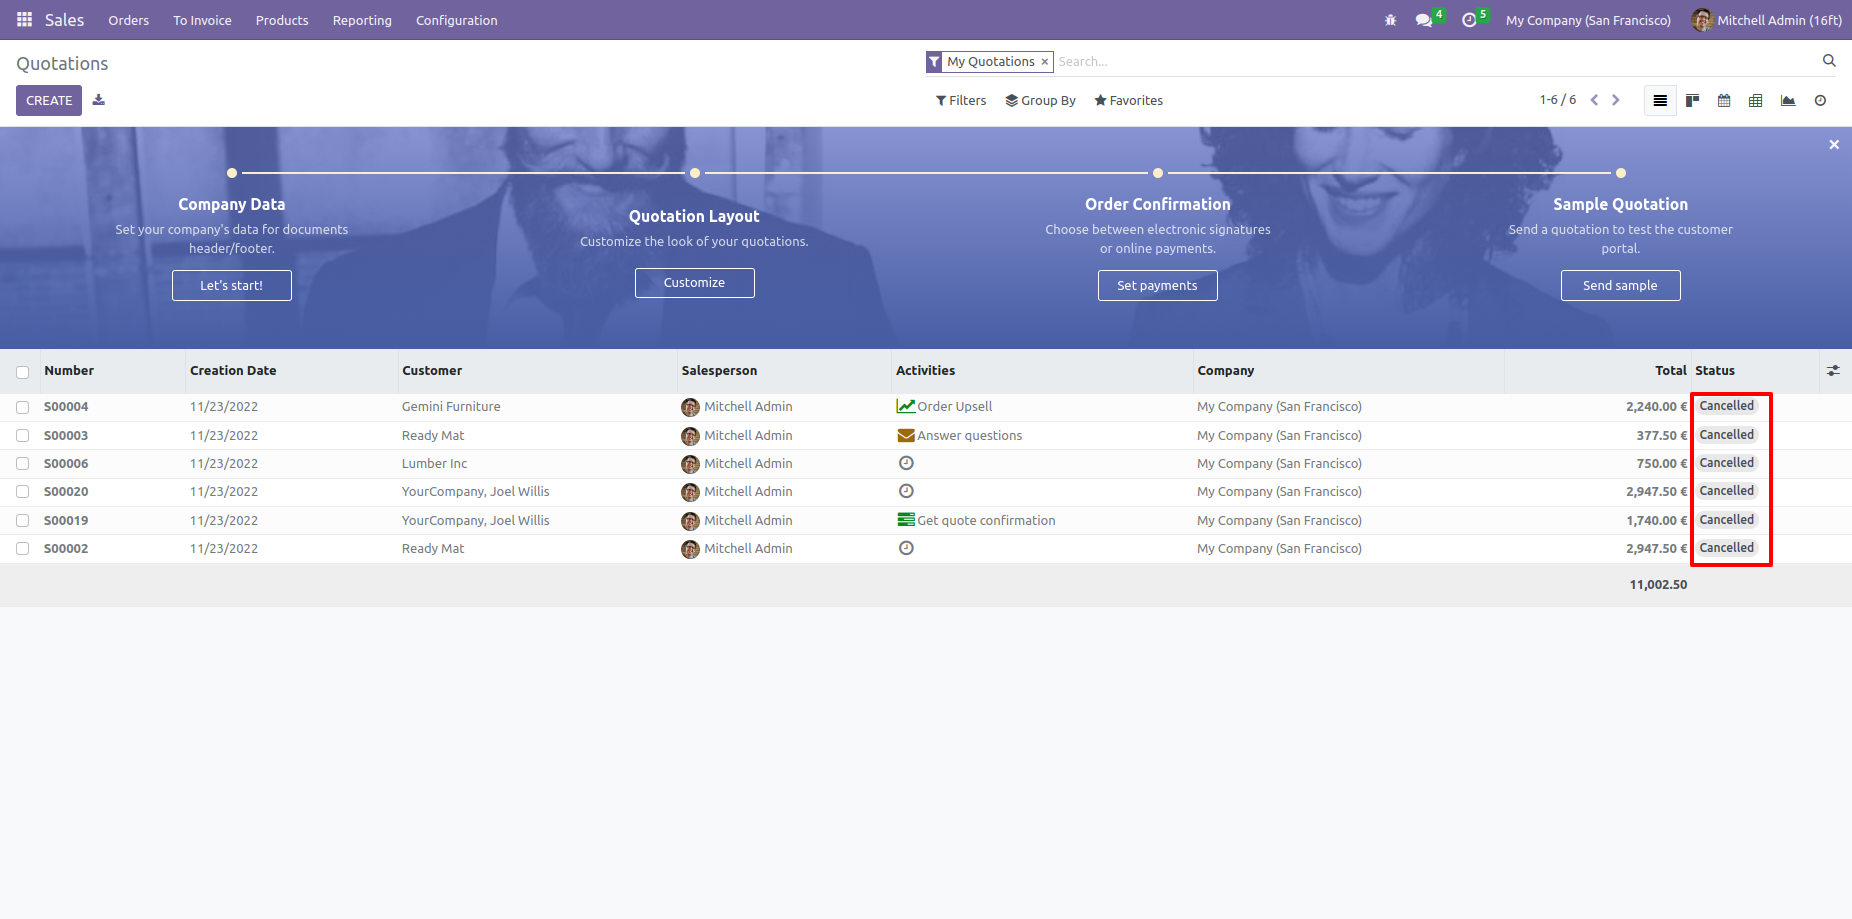 Sales Orders To Invoice Products Reporting Configuration 4 5 My Company (San Francisco) Mitchell Admin (16ft)
Quotations My Quotations × Search...
CREATE Filters Group By Favorites 1-6 / 6
×
Company Data
Set your company's data for documents
header/footer.
Let's start!
Quotation Layout
Customize the look of your quotations.
Customize
Order Confirmation
Choose between electronic signatures
or online payments.
Set payments
Sample Quotation
Send a quotation to test the customer
portal.
Send sample
Number Creation Date Customer Salesperson Activities Company Total Status
S00004 11/23/2022 Gemini Furniture Mitchell Admin Order Upsell My Company (San Francisco) 2,240.00 € Cancelled
S00003 11/23/2022 Ready Mat Mitchell Admin Answer questions My Company (San Francisco) 377.50 € Cancelled
S00006 11/23/2022 Lumber Inc Mitchell Admin My Company (San Francisco) 750.00 € Cancelled
S00020 11/23/2022 YourCompany, Joel Willis Mitchell Admin My Company (San Francisco) 2,947.50 € Cancelled
S00019 11/23/2022 YourCompany, Joel Willis Mitchell Admin Get quote confirmation My Company (San Francisco) 1,740.00 € Cancelled
S00002 11/23/2022 Ready Mat Mitchell Admin My Company (San Francisco) 2,947.50 € Cancelled
11,002.50